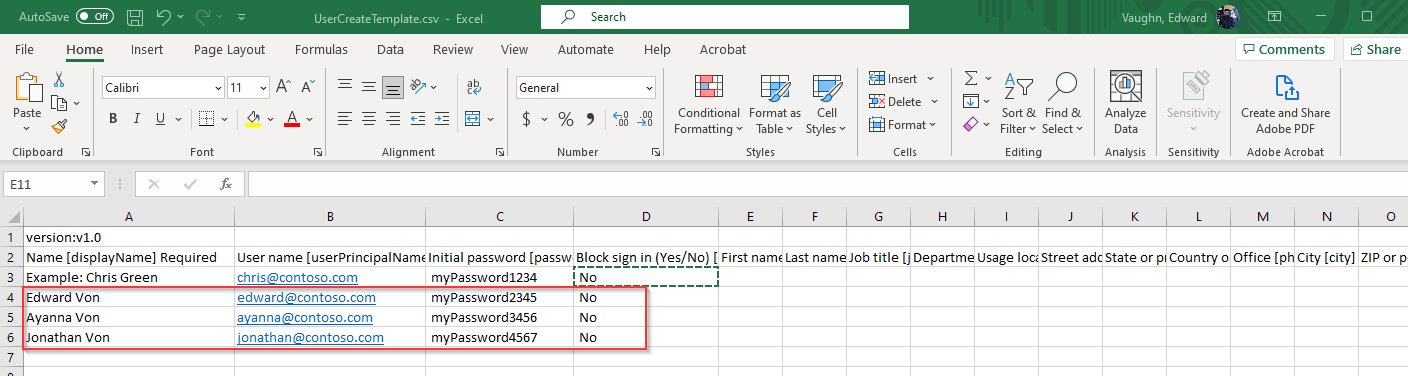 AutoSave Off UserCreateTemplate.csv - Excel Search Vaughn, Edward
File Home Insert Page Layout Formulas Data Review View Automate Help Acrobat Comments Share
Paste Calibri 11 A A ab General Conditional Formatting Format as Table Cell Styles Insert Delete Format Sort & Filter Find & Select Analyze Data Sensitivity Create and Share Adobe PDF
B I U A $ % 9 .00 .00
Clipboard Font Alignment Number Styles Cells Editing Analysis Sensitivity Adobe Acrobat
E11 fx
A B C D E F G H I J K L M N O
1 version:v1.0
2 Name [displayName] Required User name [userPrincipalName Initial password [passw Block sign in (Yes/No) [ First name Last name Job title [j Departme Usage loca Street add State or pr Country o Office [ph City [city] ZIP or po
3 Example: Chris Green chris@contoso.com myPassword1234 No
4 Edward Von edward@contoso.com myPassword2345 No
5 Ayanna Von ayanna@contoso.com myPassword3456 No
6 Jonathan Von jonathan@contoso.com myPassword4567 No
7